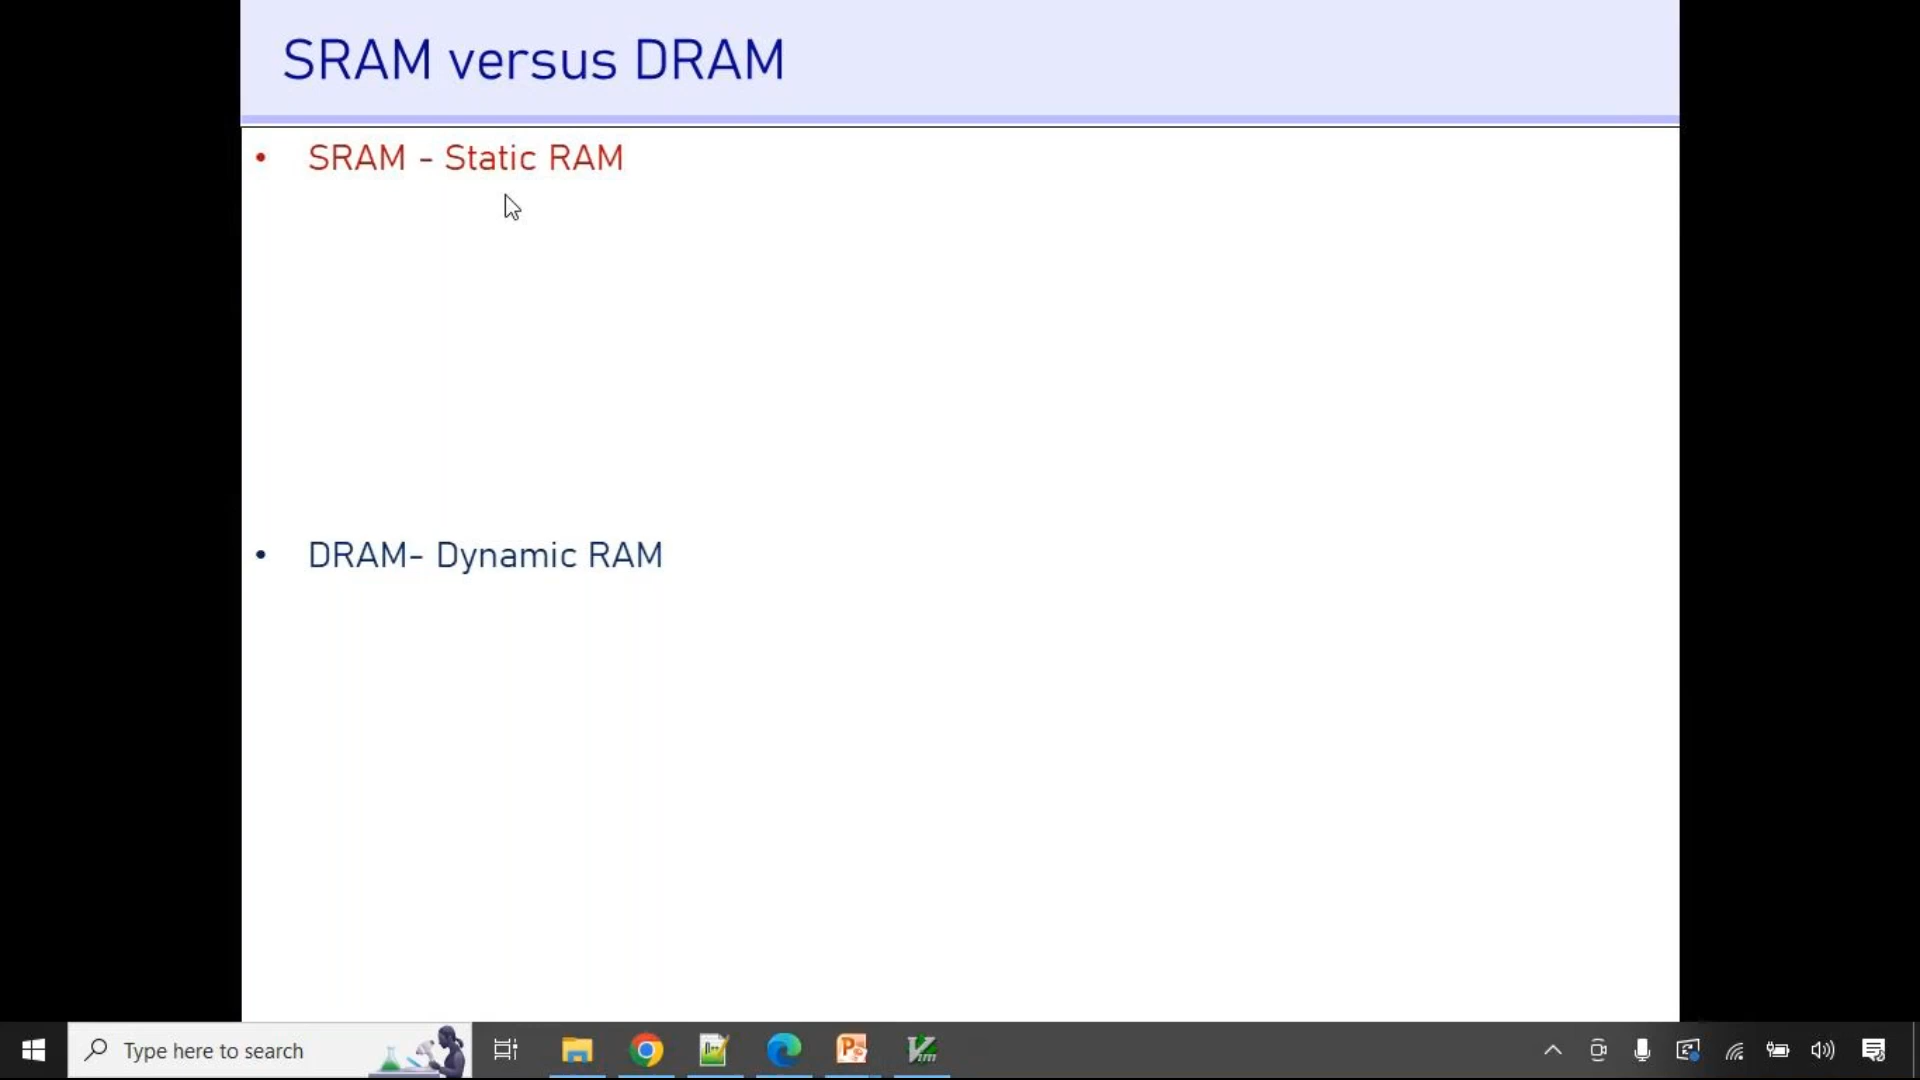 SRAM versus DRAM
• SRAM - Static RAM
• DRAM- Dynamic RAM
Type here to search